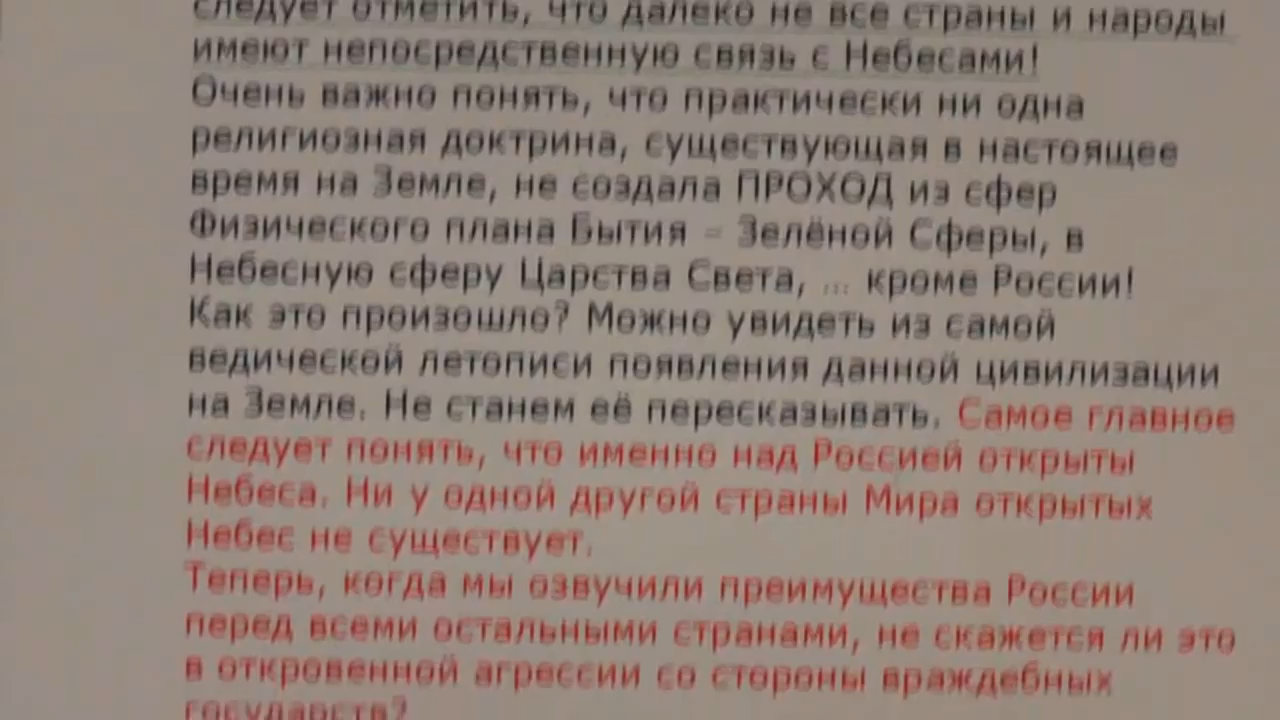 следует отметить, что далеко не все страны и народы
имеют непосредственную связь с Небесами!
Очень важно понять, что практически ни одна
религиозная доктрина, существующая в настоящее
время на Земле, не создала ПРОХОД из сфер
Физического плана Бытия – Зелёной Сферы, в
Небесную сферу Царства Света, ... кроме России!
Как это произошло? Можно увидеть из самой
ведической летописи появления данной цивилизации
на Земле. Не станем её пересказывать. Самое главное
следует понять, что именно над Россией открыты
Небеса. Ни у одной другой страны Мира открытых
Небес не существует.
Теперь, когда мы озвучили преимущества России
перед всеми остальными странами, не скажется ли это
в откровенной агрессии со стороны враждебных
государств?